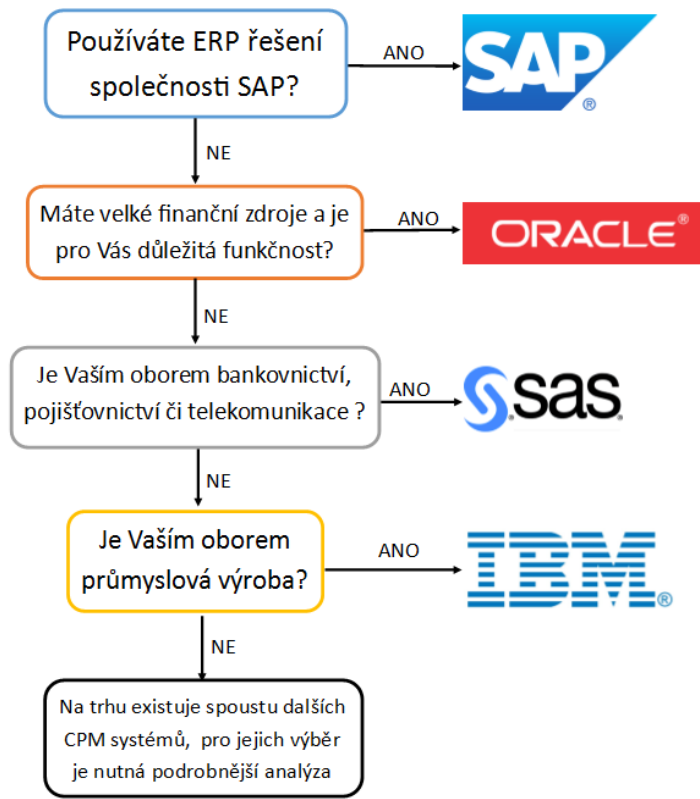 Používáte ERP řešení
společnosti SAP?
ANO
SAP
®
NE
Máte velké finanční zdroje a je
pro Vás důležitá funkčnost?
ANO
ORACLE®
NE
Je Vaším oborem bankovnictví,
pojišťovnictví či telekomunikace ?
ANO
sas
NE
Je Vaším oborem
průmyslová výroba?
ANO
IBM®
NE
Na trhu existuje spoustu dalších
CPM systémů, pro jejich výběr
je nutná podrobnější analýza